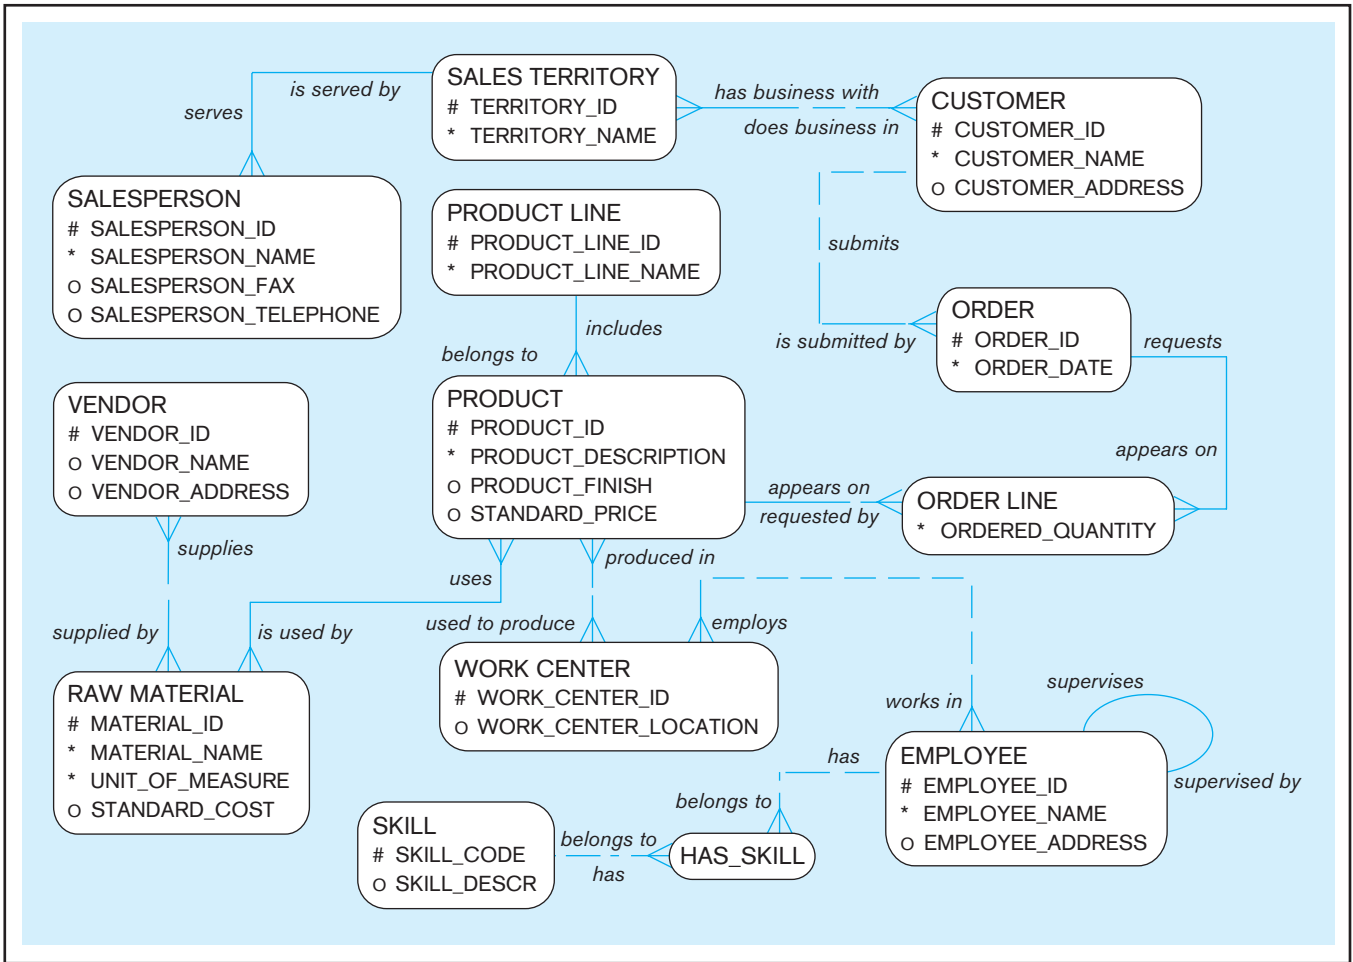 SALES TERRITORY
# TERRITORY_ID
* TERRITORY_NAME
is served by
serves
has business with
does business in
CUSTOMER
# CUSTOMER_ID
* CUSTOMER_NAME
O CUSTOMER_ADDRESS
SALESPERSON
# SALESPERSON_ID
* SALESPERSON_NAME
O SALESPERSON_FAX
O SALESPERSON_TELEPHONE
PRODUCT LINE
# PRODUCT_LINE_ID
* PRODUCT_LINE_NAME
submits
is submitted by
includes
belongs to
ORDER
# ORDER_ID
* ORDER_DATE
requests
appears on
VENDOR
# VENDOR_ID
O VENDOR_NAME
O VENDOR_ADDRESS
PRODUCT
# PRODUCT_ID
* PRODUCT_DESCRIPTION
O PRODUCT_FINISH
O STANDARD_PRICE
appears on
requested by
ORDER LINE
* ORDERED_QUANTITY
supplies
supplied by
uses
is used by
produced in
used to produce
employs
works in
RAW MATERIAL
# MATERIAL_ID
* MATERIAL_NAME
* UNIT_OF_MEASURE
O STANDARD_COST
WORK CENTER
# WORK_CENTER_ID
O WORK_CENTER_LOCATION
supervises
supervised by
EMPLOYEE
# EMPLOYEE_ID
* EMPLOYEE_NAME
O EMPLOYEE_ADDRESS
has
belongs to
SKILL
# SKILL_CODE
O SKILL_DESCR
belongs to
has
HAS_SKILL